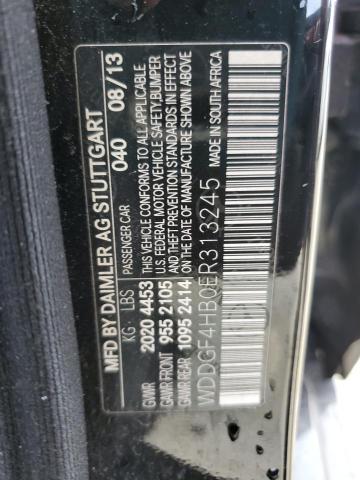 MFD BY DAIMLER AG STUTTGART
PASSENGER CAR 040 08/13
KG - LBS
GVWR 2020 4453
GAWR FRONT 955 2105
GAWR REAR 1095 2414
THIS VEHICLE CONFORMS TO ALL APPLICABLE
U.S. FEDERAL MOTOR VEHICLE SAFETY, BUMPER
AND THEFT PREVENTION STANDARDS IN EFFECT
ON THE DATE OF MANUFACTURE SHOWN ABOVE
WDDGF4HB0ER313245
MADE IN SOUTH AFRICA